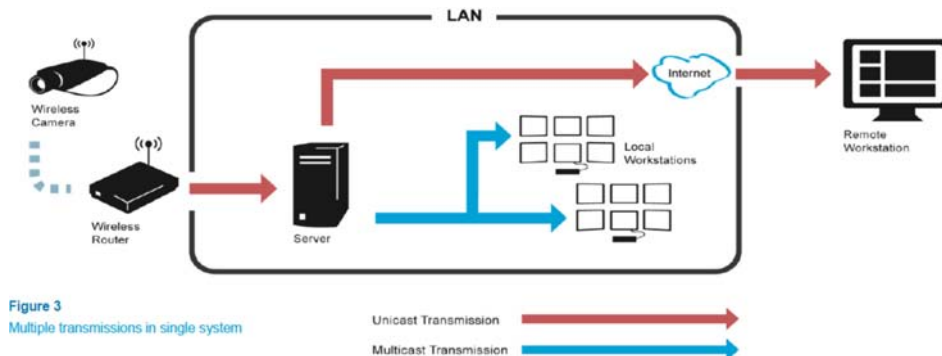 LAN
Wireless
Camera
Wireless
Router
Server
Internet
Local
Workstations
Remote
Workstation
Figure 3
Multiple transmissions in single system
Unicast Transmission
Multicast Transmission